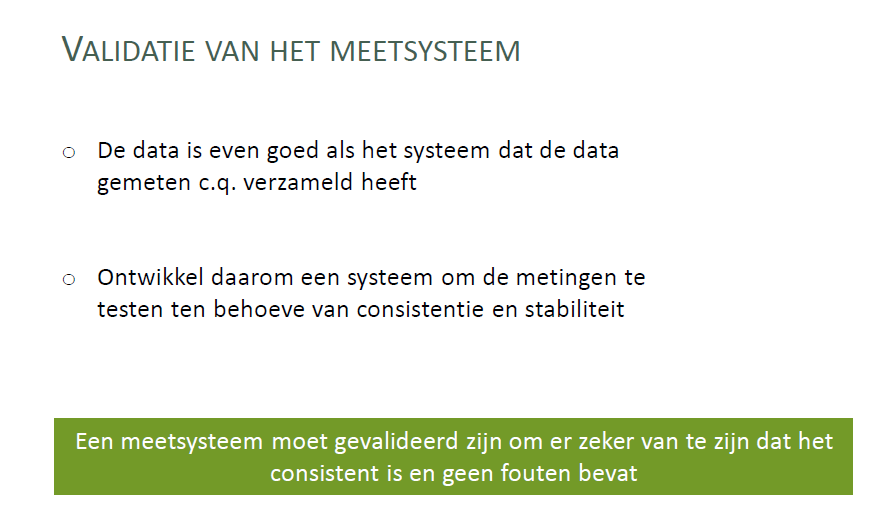 VALIDATIE VAN HET MEETSYSTEEM
○ De data is even goed als het systeem dat de data
gemeten c.q. verzameld heeft
○ Ontwikkel daarom een systeem om de metingen te
testen ten behoeve van consistentie en stabiliteit
Een meetsysteem moet gevalideerd zijn om er zeker van te zijn dat het
consistent is en geen fouten bevat